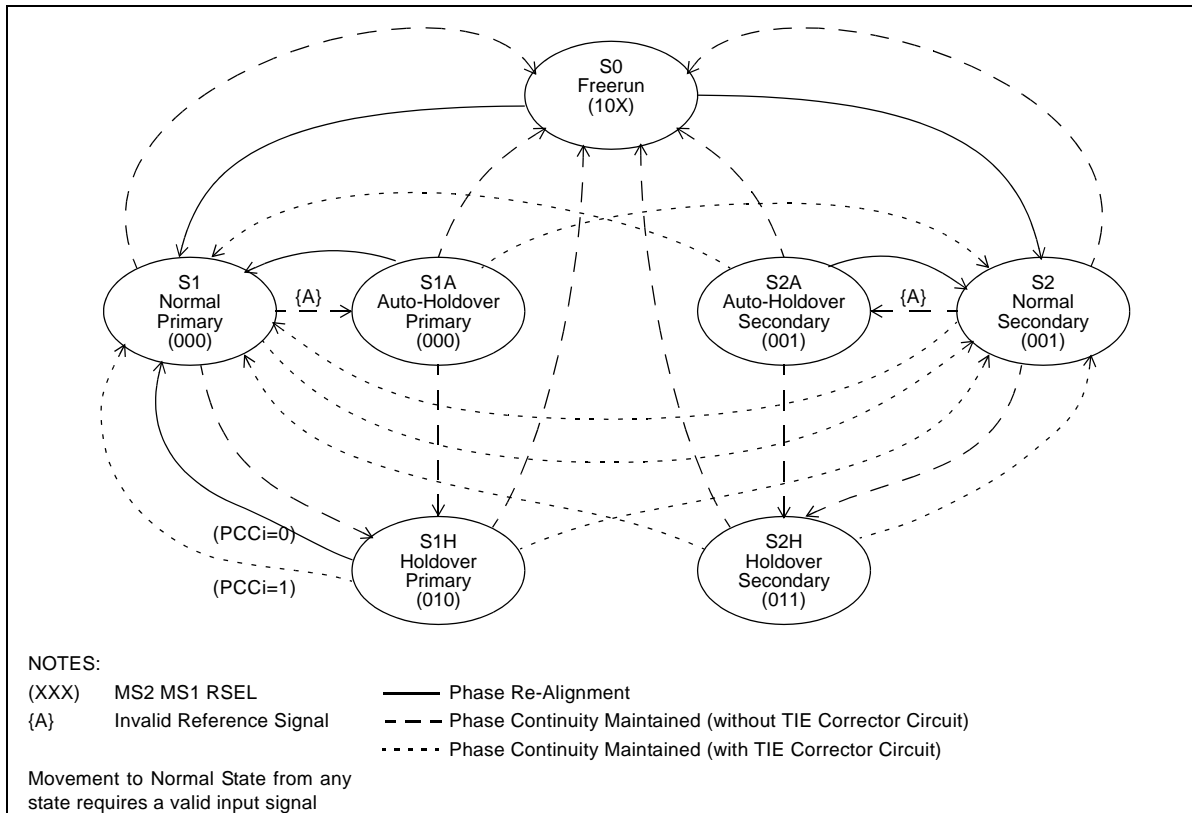 S0
Freerun
(10X)
S1
Normal
Primary
(000)
{A}
S1A
Auto-Holdover
Primary
(000)
S2A
Auto-Holdover
Secondary
(001)
{A}
S2
Normal
Secondary
(001)
(PCCi=0)
(PCCi=1)
S1H
Holdover
Primary
(010)
S2H
Holdover
Secondary
(011)
NOTES:
(XXX) MS2 MS1 RSEL
{A} Invalid Reference Signal
Phase Re-Alignment
Phase Continuity Maintained (without TIE Corrector Circuit)
Phase Continuity Maintained (with TIE Corrector Circuit)
Movement to Normal State from any
state requires a valid input signal